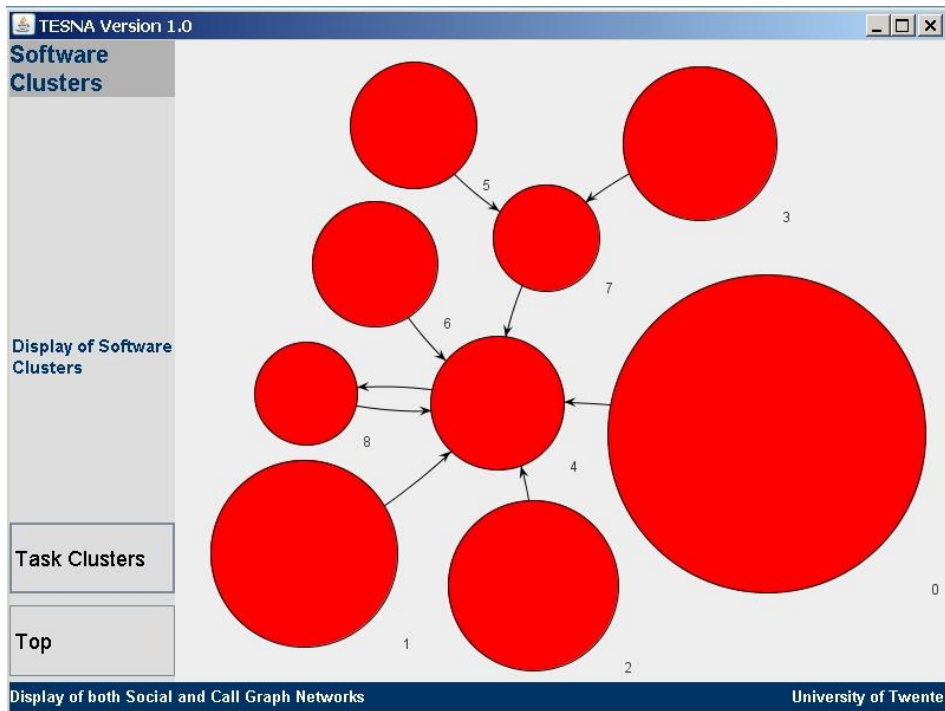 TESNA Version 1.0
Software
Clusters
5
3
7
6
Display of Software
Clusters
8
4
Task Clusters
0
1
Top
2
Display of both Social and Call Graph Networks
University of Twente